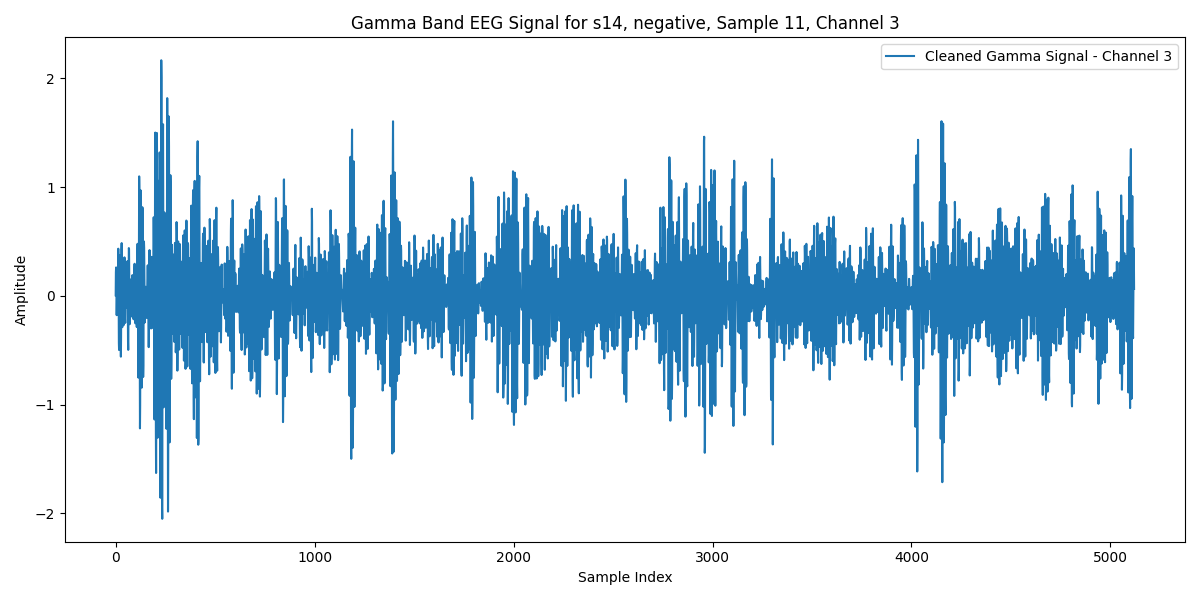 Gamma Band EEG Signal for s14, negative, Sample 11, Channel 3
Cleaned Gamma Signal - Channel 3
Amplitude
2
1
0
−1
−2
0 1000 2000 3000 4000 5000
Sample Index